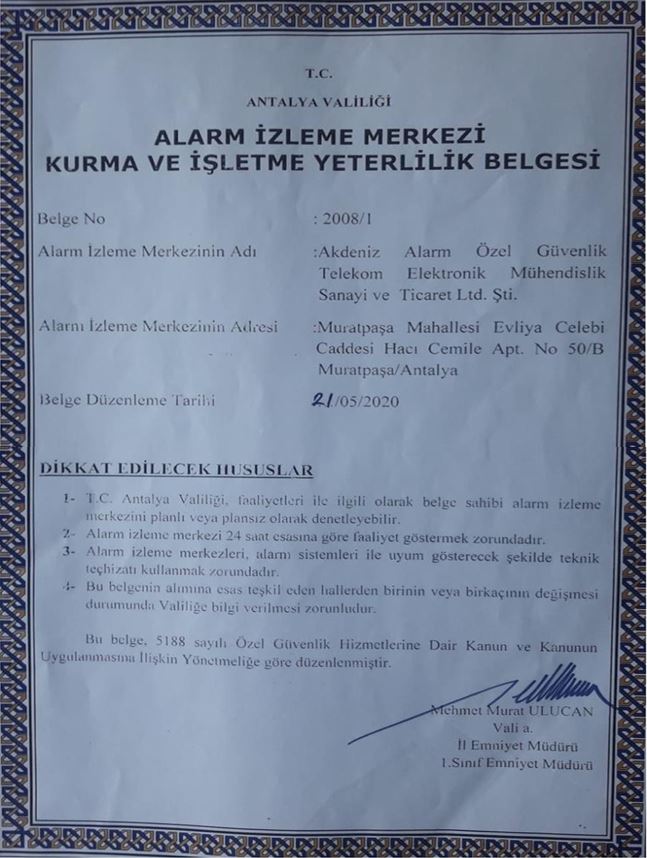 T.C.
ANTALYA VALİLİĞİ
ALARM İZLEME MERKEZİ
KURMA VE İŞLETME YETERLİLİK BELGESİ
Belge No : 2008/1
Alarm İzleme Merkezinin Adı :Akdeniz Alarm Özel Güvenlik
Telekom Elektronik Mühendislik
Sanayi ve Ticaret Ltd. Şti.
Alarm İzleme Merkezinin Adresi :Muratpaşa Mahallesi Evliya Celebi
Caddesi Hacı Cemile Apt. No 50/B
Muratpaşa/Antalya
Belge Düzenleme Tarihi 21/05/2020
DİKKAT EDİLECEK HUSUSLAR
1- T.C. Antalya Valiliği, faaliyetleri ile ilgili olarak belge sahibi alarm izleme
merkezini planlı veya plansız olarak denetleyebilir.
2- Alarm izleme merkezi 24 saat esasına göre faaliyet göstermek zorundadır.
3- Alarm izleme merkezleri, alarm sistemleri ile uyum gösterecek şekilde teknik
teçhizatı kullanmak zorundadır.
4- Bu belgenin alımına esas teşkil eden hallerden birinin veya birkaçının değişmesi
durumunda Valiliğe bilgi verilmesi zorunludur.
Bu belge, 5188 sayılı Özel Güvenlik Hizmetlerine Dair Kanun ve Kanunun
Uygulanmasına İlişkin Yönetmeliğe göre düzenlenmiştir.
Mehmet Murat ULUCAN
Vali a.
İl Emniyet Müdürü
1.Sınıf Emniyet Müdürü